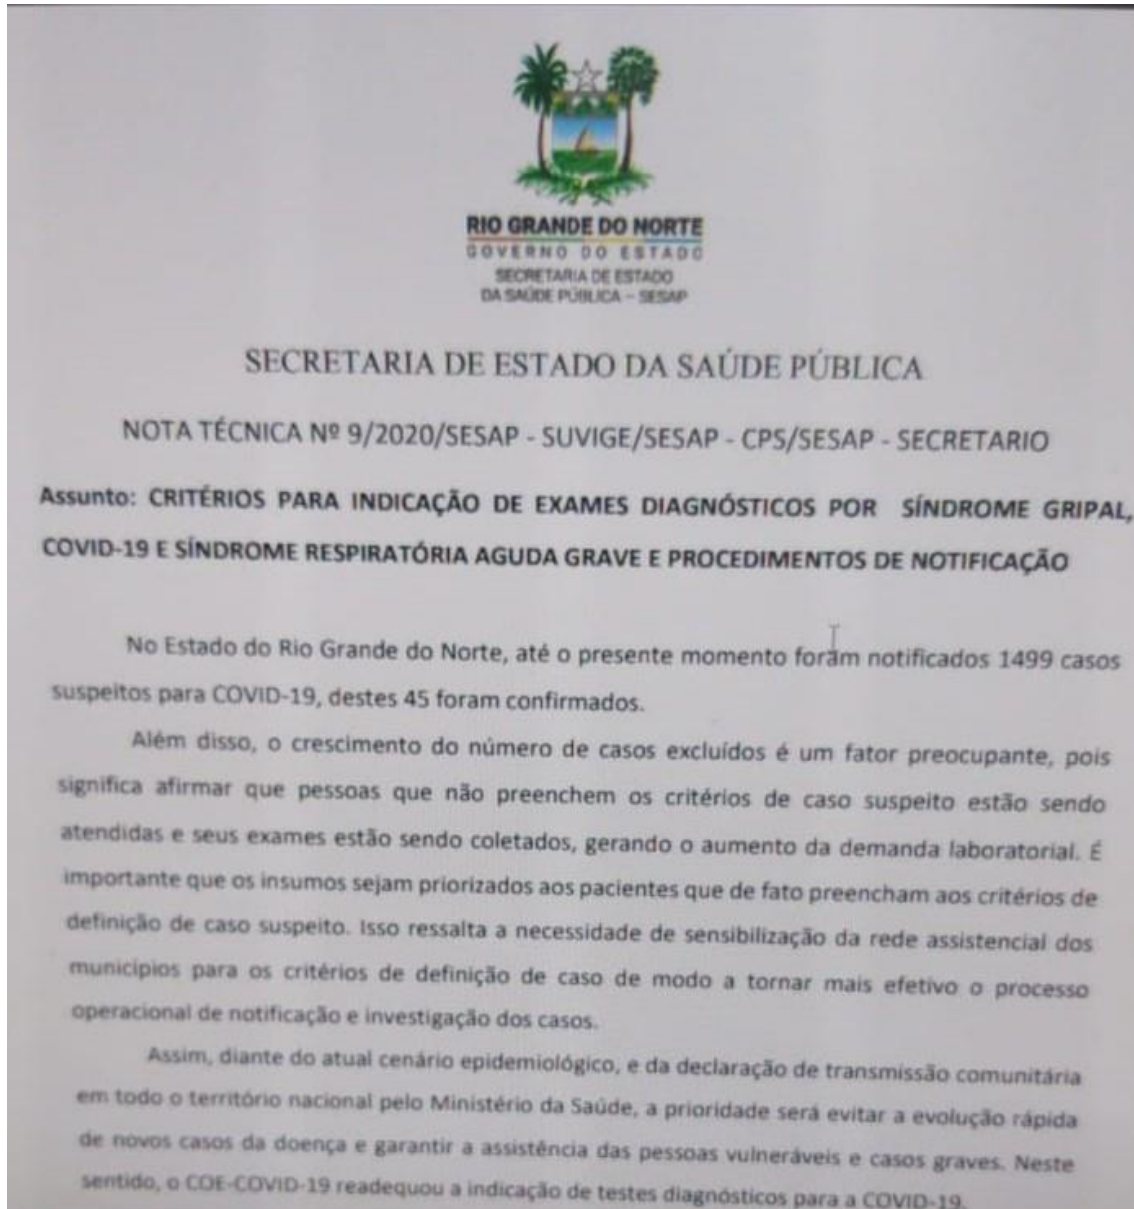 RIO GRANDE DO NORTE
GOVERNO DO ESTADO
SECRETARIA DE ESTADO
DA SAÚDE PÚBLICA – SESAP
SECRETARIA DE ESTADO DA SAÚDE PÚBLICA
NOTA TÉCNICA Nº 9/2020/SESAP - SUVIGE/SESAP - CPS/SESAP - SECRETARIO
Assunto: CRITÉRIOS PARA INDICAÇÃO DE EXAMES DIAGNÓSTICOS POR SÍNDROME GRIPAL,
COVID-19 E SÍNDROME RESPIRATÓRIA AGUDA GRAVE E PROCEDIMENTOS DE NOTIFICAÇÃO
No Estado do Rio Grande do Norte, até o presente momento foram notificados 1499 casos
suspeitos para COVID-19, destes 45 foram confirmados.
Além disso, o crescimento do número de casos excluídos é um fator preocupante, pois
significa afirmar que pessoas que não preenchem os critérios de caso suspeito estão sendo
atendidas e seus exames estão sendo coletados, gerando o aumento da demanda laboratorial. É
importante que os insumos sejam priorizados aos pacientes que de fato preencham aos critérios de
definição de caso suspeito. Isso ressalta a necessidade de sensibilização da rede assistencial dos
municípios para os critérios de definição de caso de modo a tornar mais efetivo o processo
operacional de notificação e investigação dos casos.
Assim, diante do atual cenário epidemiológico, e da declaração de transmissão comunitária
em todo o território nacional pelo Ministério da Saúde, a prioridade será evitar a evolução rápida
de novos casos da doença e garantir a assistência das pessoas vulneráveis e casos graves. Neste
sentido, o COE-COVID-19 readequou a indicação de testes diagnósticos para a COVID-19.